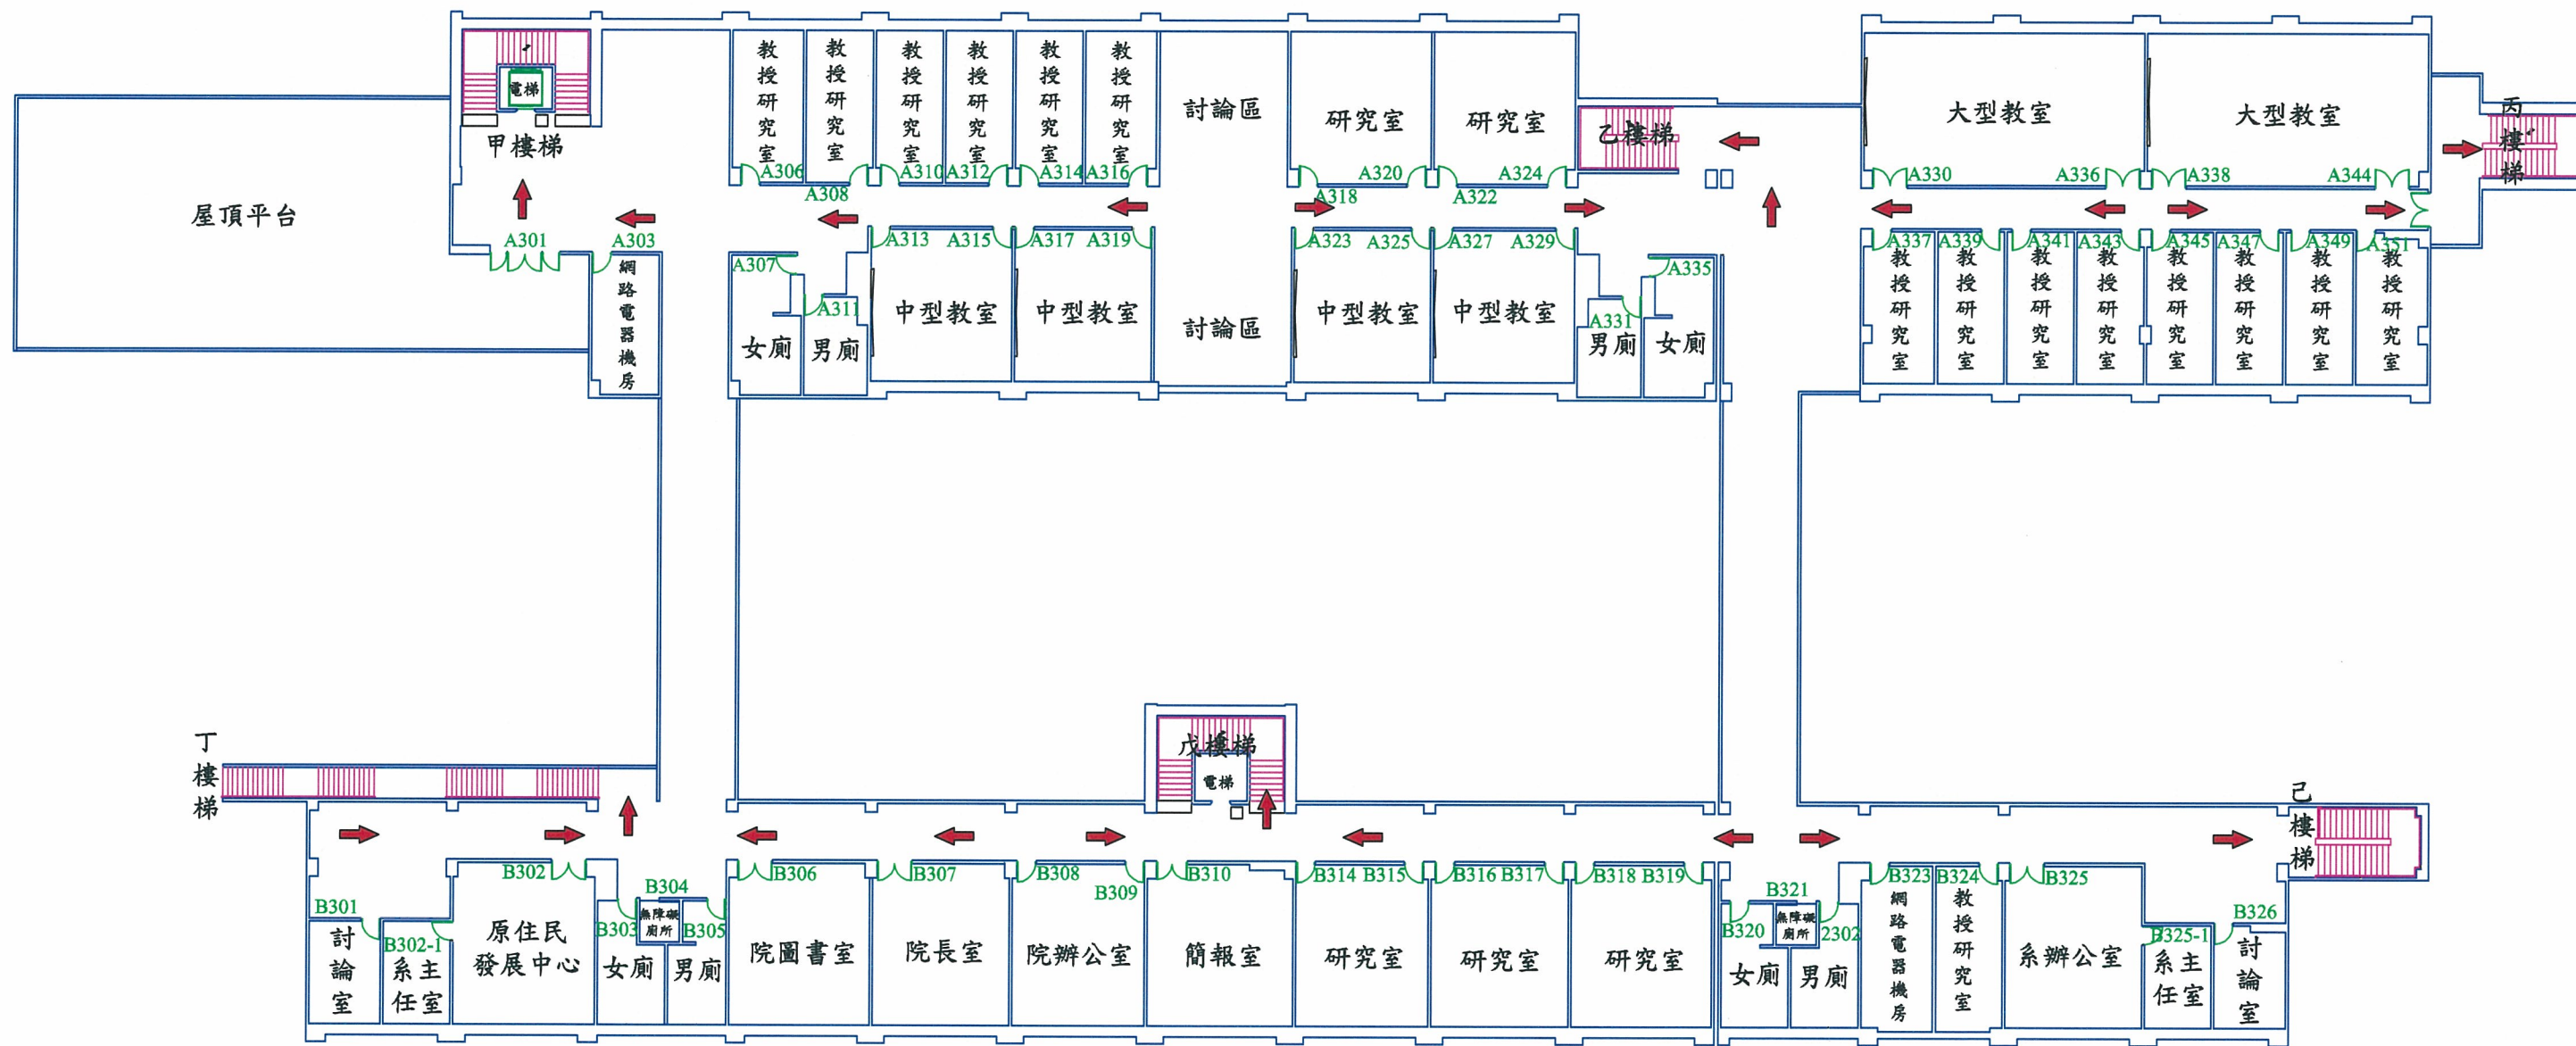 教授研究室
教授研究室
教授研究室
教授研究室
教授研究室
教授研究室
討論區
研究室
研究室
大型教室
大型教室
電梯
甲樓梯
乙樓梯
丙樓梯
屋頂平台
A306
A308
A310
A312
A314
A316
A318
A320
A322
A324
A330
A336
A338
A344
A301
A303
A307
A311
A313
A315
A317
A319
A323
A325
A327
A329
A331
A335
A337
A339
A341
A343
A345
A347
A349
A351
網路電器機房
女廁
男廁
中型教室
中型教室
討論區
中型教室
中型教室
男廁
女廁
教授研究室
教授研究室
教授研究室
教授研究室
教授研究室
教授研究室
教授研究室
教授研究室
丁樓梯
戊樓梯
電梯
己樓梯
B301
B302-1
B302
B303
B304
B305
B306
B307
B308
B309
B310
B314
B315
B316
B317
B318
B319
B320
B321
2302
B323
B324
B325
B325-1
B326
討論室
系主任室
原住民
發展中心
女廁
無障礙
廁所
男廁
院圖書室
院長室
院辦公室
簡報室
研究室
研究室
研究室
女廁
無障礙
廁所
男廁
網路電器機房
教授研究室
系辦公室
系主任室
討論室